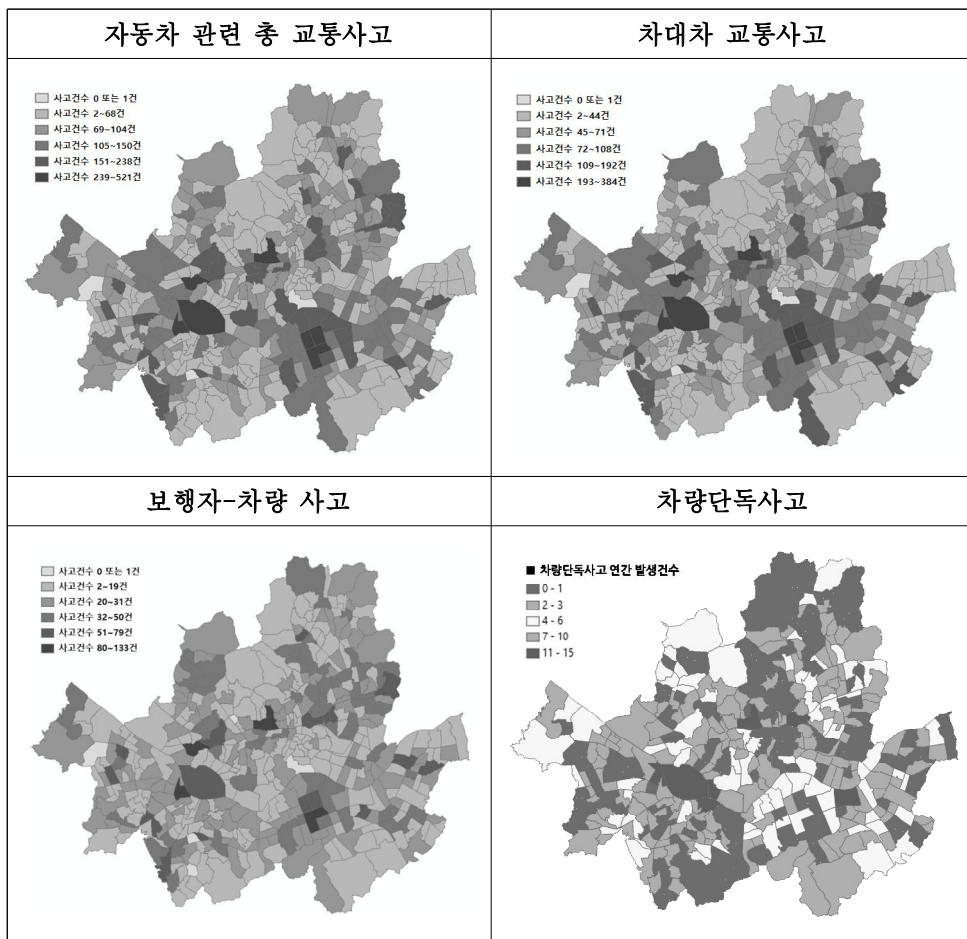 자동차 관련 총 교통사고
차대차 교통사고
사고건수 0 또는 1건
사고건수 2~68건
사고건수 69~104건
사고건수 105~150건
사고건수 151~238건
사고건수 239~521건
사고건수 0 또는 1건
사고건수 2~44건
사고건수 45~71건
사고건수 72~108건
사고건수 109~192건
사고건수 193~384건
보행자-차량 사고
차량단독사고
사고건수 0 또는 1건
사고건수 2~19건
사고건수 20~31건
사고건수 32~50건
사고건수 51~79건
사고건수 80~133건
차량단독사고 연간 발생건수
0 - 1
2 - 3
4 - 6
7 - 10
11 - 15